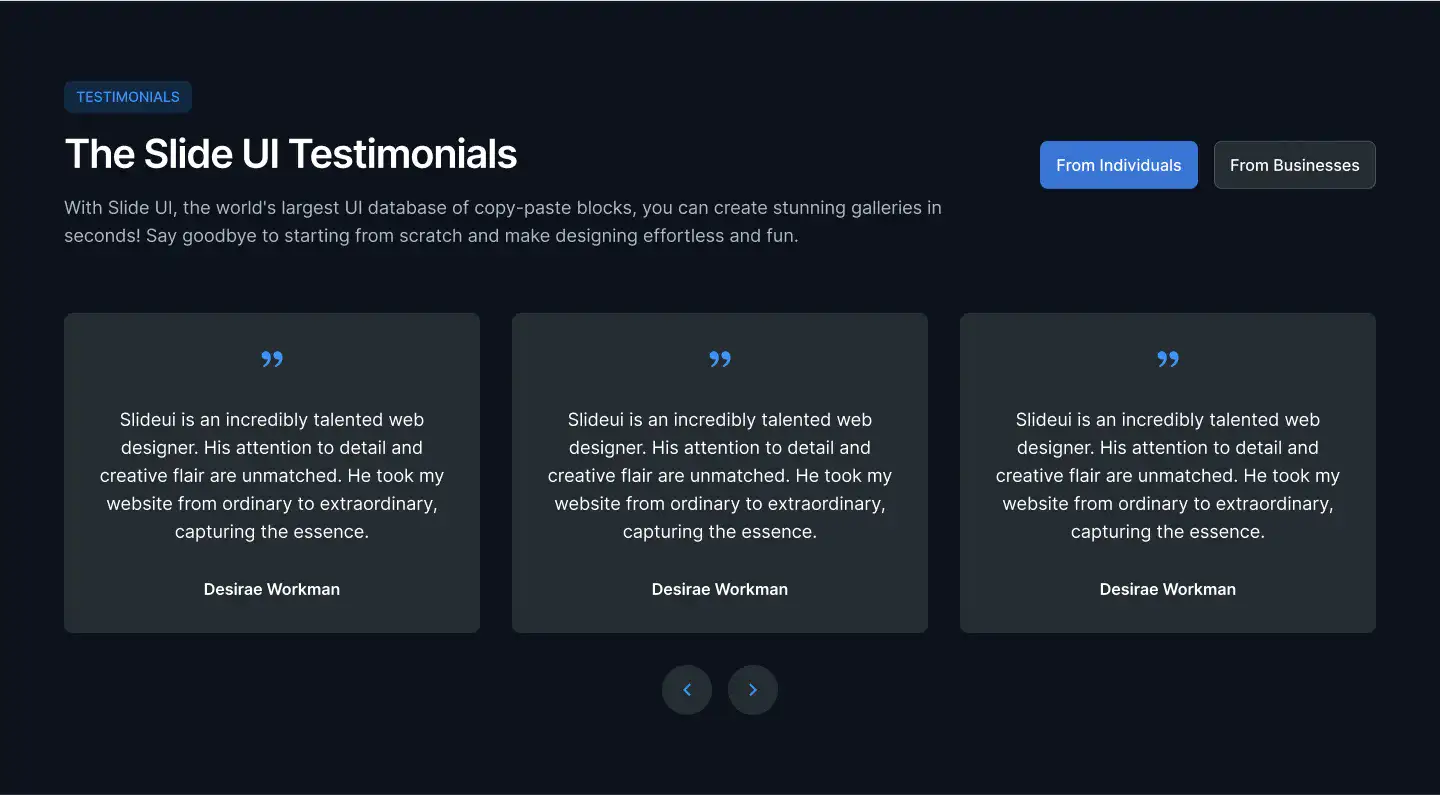 TESTIMONIALS
The Slide UI Testimonials
From Individuals
From Businesses
With Slide UI, the world's largest UI database of copy-paste blocks, you can create stunning galleries in
seconds! Say goodbye to starting from scratch and make designing effortless and fun.
”
Slideui is an incredibly talented web
designer. His attention to detail and
creative flair are unmatched. He took my
website from ordinary to extraordinary,
capturing the essence.
Desirae Workman
”
Slideui is an incredibly talented web
designer. His attention to detail and
creative flair are unmatched. He took my
website from ordinary to extraordinary,
capturing the essence.
Desirae Workman
”
Slideui is an incredibly talented web
designer. His attention to detail and
creative flair are unmatched. He took my
website from ordinary to extraordinary,
capturing the essence.
Desirae Workman